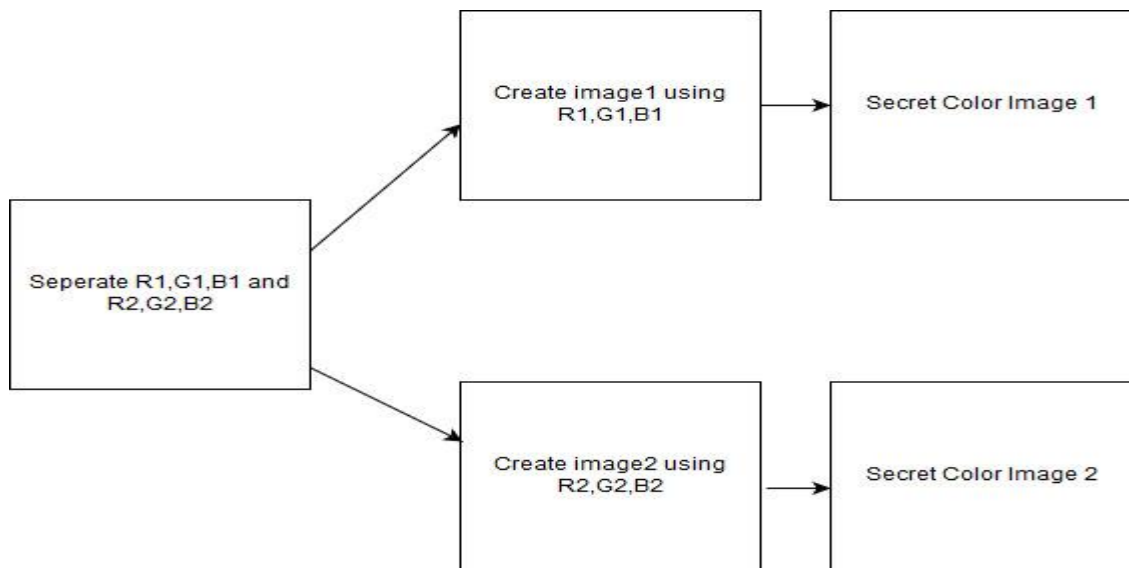 Create image1 using
R1,G1,B1
Secret Color Image 1
Seperate R1,G1,B1 and
R2,G2,B2
Create image2 using
R2,G2,B2
Secret Color Image 2